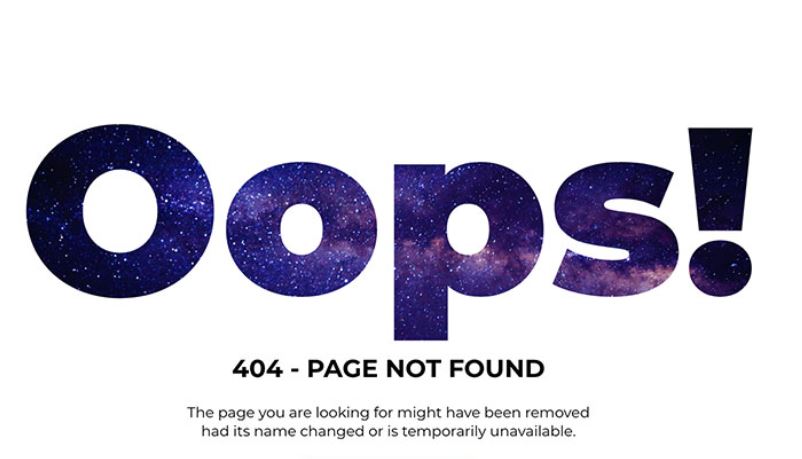 Oops!
404 - PAGE NOT FOUND
The page you are looking for might have been removed
had its name changed or is temporarily unavailable.